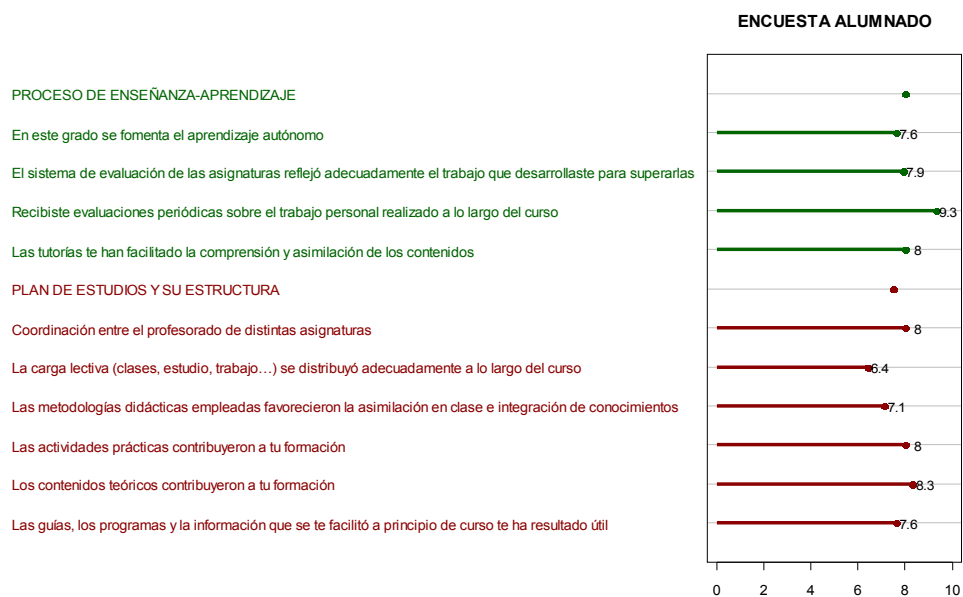 ENCUESTA ALUMNADO
PROCESO DE ENSEÑANZA-APRENDIZAJE
En este grado se fomenta el aprendizaje autónomo 7.6
El sistema de evaluación de las asignaturas reflejó adecuadamente el trabajo que desarrollaste para superarlas 7.9
Recibiste evaluaciones periódicas sobre el trabajo personal realizado a lo largo del curso 9.3
Las tutorías te han facilitado la comprensión y asimilación de los contenidos 8
PLAN DE ESTUDIOS Y SU ESTRUCTURA
Coordinación entre el profesorado de distintas asignaturas 8
La carga lectiva (clases, estudio, trabajo…) se distribuyó adecuadamente a lo largo del curso 6.4
Las metodologías didácticas empleadas favorecieron la asimilación en clase e integración de conocimientos 7.1
Las actividades prácticas contribuyeron a tu formación 8
Los contenidos teóricos contribuyeron a tu formación 8.3
Las guías, los programas y la información que se te facilitó a principio de curso te ha resultado útil 7.6
0 2 4 6 8 10